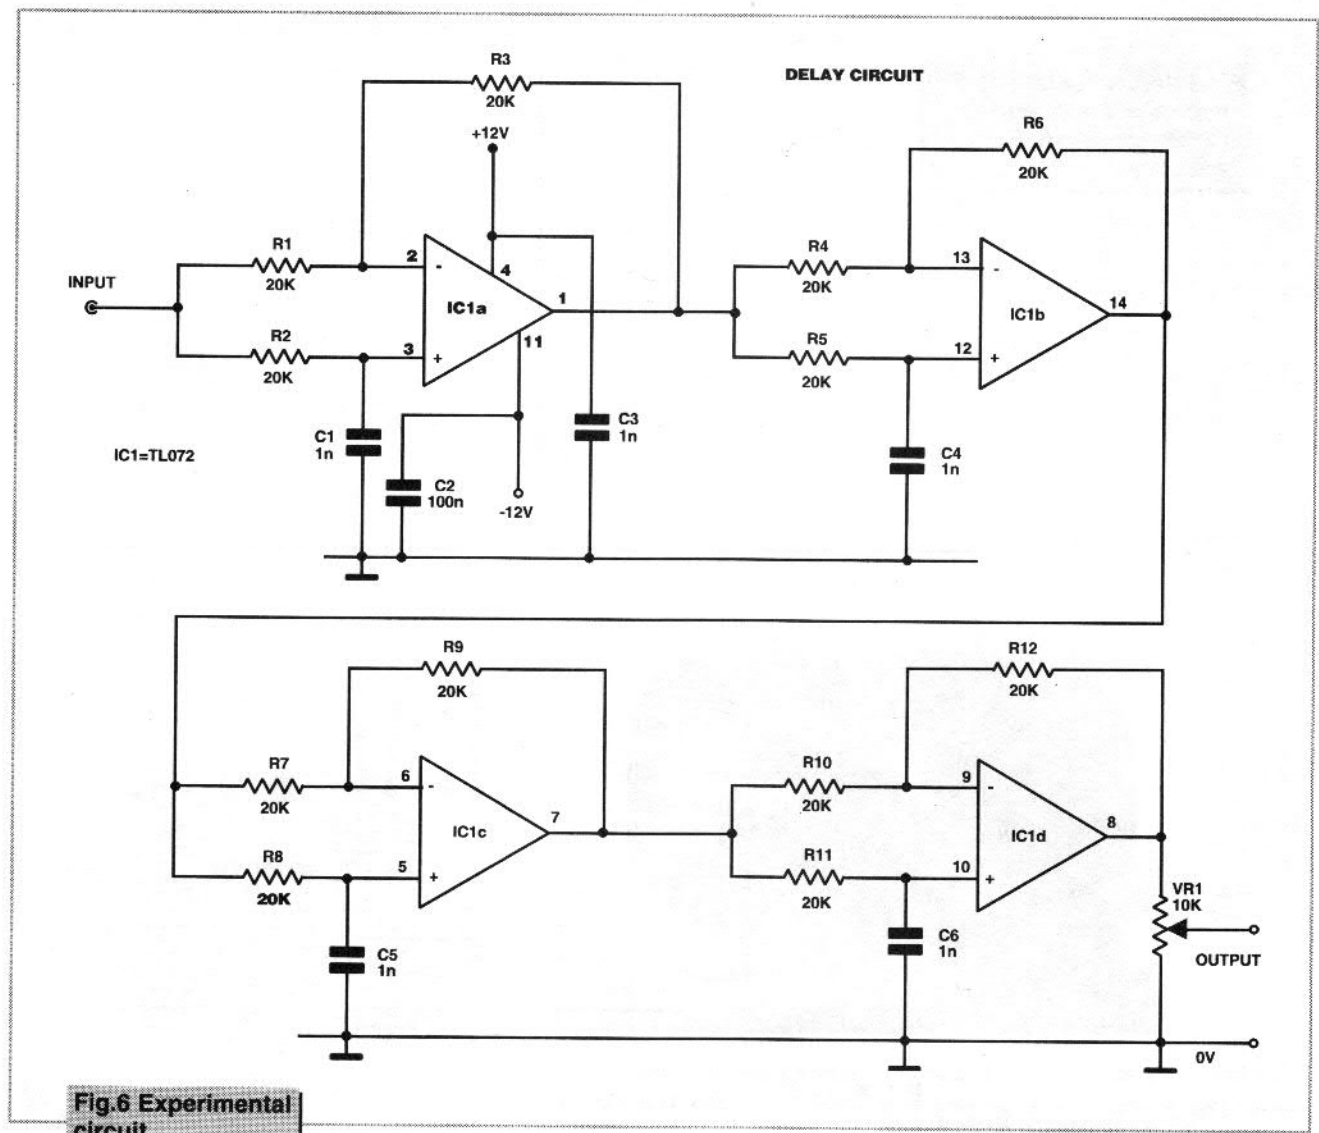 DELAY CIRCUIT
R3
20K
+12V
R6
20K
INPUT
R1
20K
2
-
4
IC1a
1
11
R2
20K
3
+
R4
20K
13
-
IC1b
14
R5
20K
12
+
IC1=TL072
C1
1n
C2
100n
-12V
C3
1n
C4
1n
R9
20K
R12
20K
R7
20K
6
-
IC1c
7
R8
20K
5
+
R10
20K
9
-
IC1d
8
R11
20K
10
+
C5
1n
C6
1n
VR1
10K
OUTPUT
0V
Fig.6 Experimental
circuit